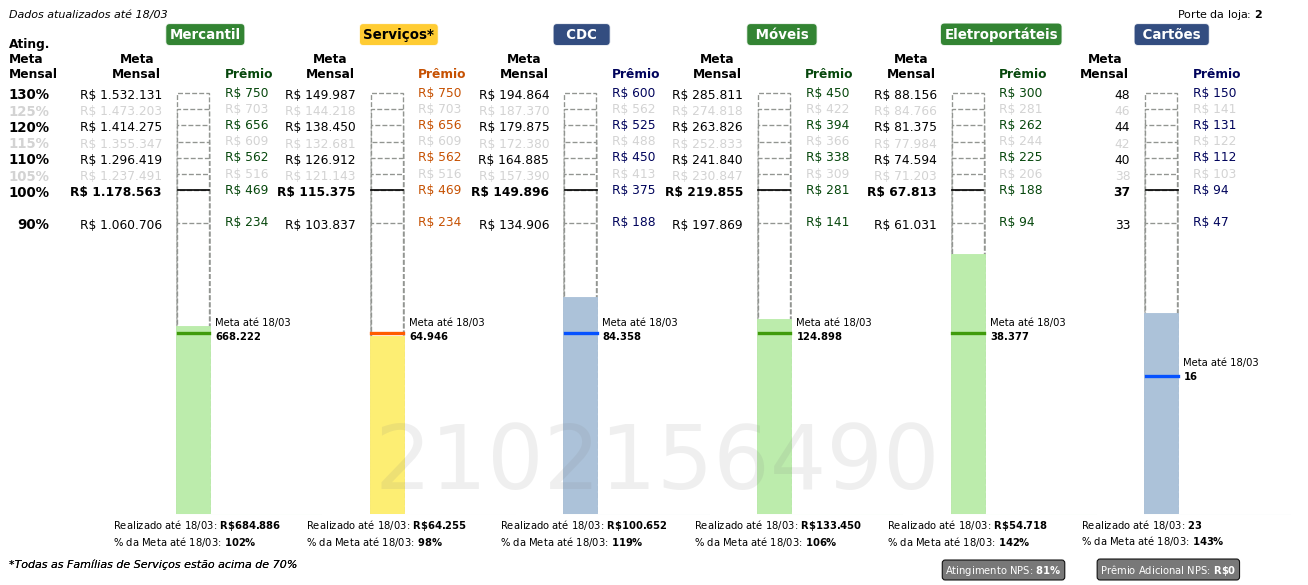 Dados atualizados até 18/03 Porte da loja: 2
Mercantil Serviços* CDC Móveis Eletroportáteis Cartões
Ating. Meta Mensal Meta Mensal Prêmio Meta Mensal Prêmio Meta Mensal Prêmio Meta Mensal Prêmio Meta Mensal Prêmio Meta Mensal Prêmio
130% R$ 1.532.131 R$ 750 R$ 149.987 R$ 750 R$ 194.864 R$ 600 R$ 285.811 R$ 450 R$ 88.156 R$ 300 48 R$ 150
125% R$ 1.473.203 R$ 703 R$ 144.218 R$ 703 R$ 187.370 R$ 562 R$ 274.818 R$ 422 R$ 84.766 R$ 281 46 R$ 141
120% R$ 1.414.275 R$ 656 R$ 138.450 R$ 656 R$ 179.875 R$ 525 R$ 263.826 R$ 394 R$ 81.375 R$ 262 44 R$ 131
115% R$ 1.355.347 R$ 609 R$ 132.681 R$ 609 R$ 172.380 R$ 488 R$ 252.833 R$ 366 R$ 77.984 R$ 244 42 R$ 122
110% R$ 1.296.419 R$ 562 R$ 126.912 R$ 562 R$ 164.885 R$ 450 R$ 241.840 R$ 338 R$ 74.594 R$ 225 40 R$ 112
105% R$ 1.237.491 R$ 516 R$ 121.143 R$ 516 R$ 157.390 R$ 413 R$ 230.847 R$ 309 R$ 71.203 R$ 206 38 R$ 103
100% R$ 1.178.563 R$ 469 R$ 115.375 R$ 469 R$ 149.896 R$ 375 R$ 219.855 R$ 281 R$ 67.813 R$ 188 37 R$ 94
90% R$ 1.060.706 R$ 234 R$ 103.837 R$ 234 R$ 134.906 R$ 188 R$ 197.869 R$ 141 R$ 61.031 R$ 94 33 R$ 47
Meta até 18/03 Meta até 18/03 Meta até 18/03 Meta até 18/03 Meta até 18/03
668.222 64.946 84.358 124.898 38.377
Meta até 18/03
16
2102156490
Realizado até 18/03: R$684.886 Realizado até 18/03: R$64.255 Realizado até 18/03: R$100.652 Realizado até 18/03: R$133.450 Realizado até 18/03: R$54.718 Realizado até 18/03: 23
% da Meta até 18/03: 102% % da Meta até 18/03: 98% % da Meta até 18/03: 119% % da Meta até 18/03: 106% % da Meta até 18/03: 142% % da Meta até 18/03: 143%
*Todas as Famílias de Serviços estão acima de 70% Atingimento NPS: 81% Prêmio Adicional NPS: R$0